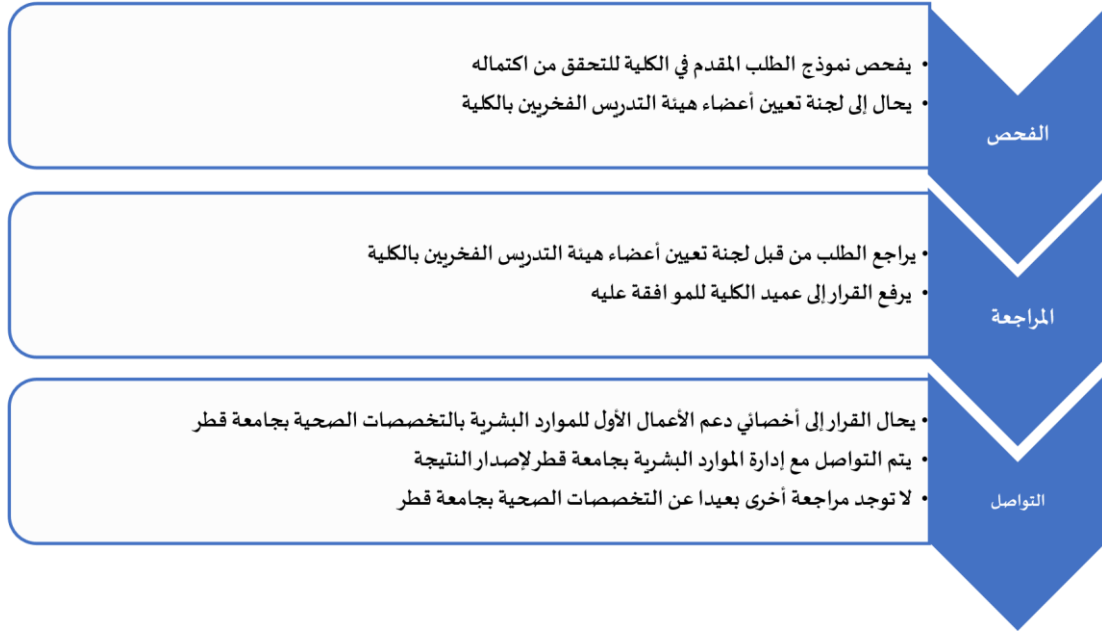 الفحص
• يفحص نموذج الطلب المقدم في الكلية للتحقق من اكتماله
• يحال إلى لجنة تعيين أعضاء هيئة التدريس الفخريين بالكلية
المراجعة
• يراجع الطلب من قبل لجنة تعيين أعضاء هيئة التدريس الفخريين بالكلية
• يرفع القرار إلى عميد الكلية للموافقة عليه
التواصل
• يحال القرار إلى أخصائي دعم الأعمال الأول للموارد البشرية بالتخصصات الصحية بجامعة قطر
• يتم التواصل مع إدارة الموارد البشرية بجامعة قطر لإصدار النتيجة
• لا توجد مراجعة أخرى بعيدا عن التخصصات الصحية بجامعة قطر